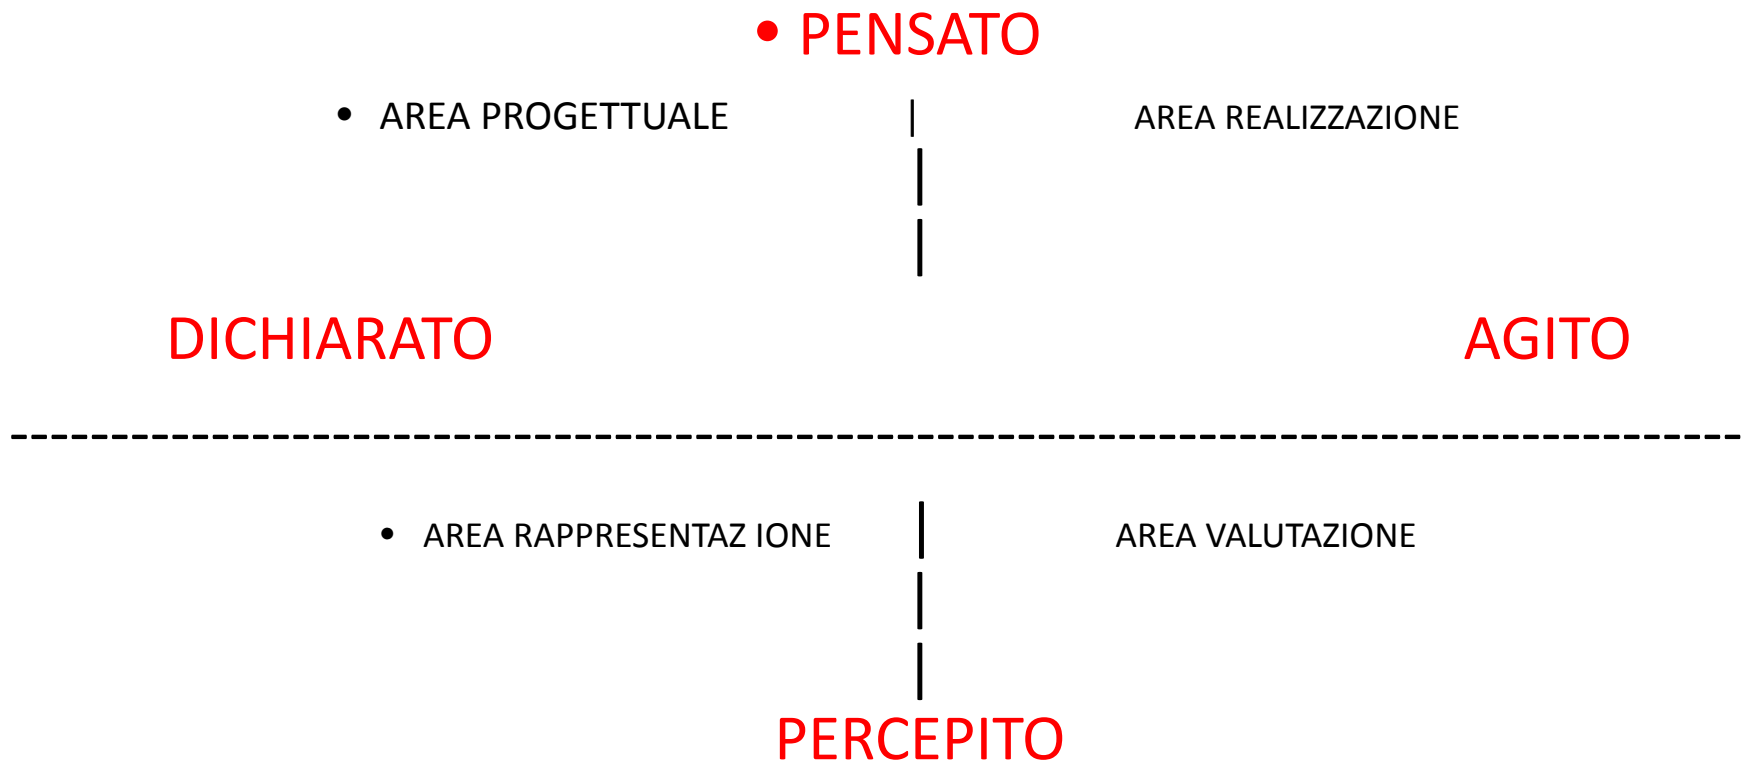 • PENSATO
• AREA PROGETTUALE | AREA REALIZZAZIONE
|
|
DICHIARATO AGITO
--------------------------------------------------------------------------------------
• AREA RAPPRESENTAZ IONE | AREA VALUTAZIONE
|
|
PERCEPITO